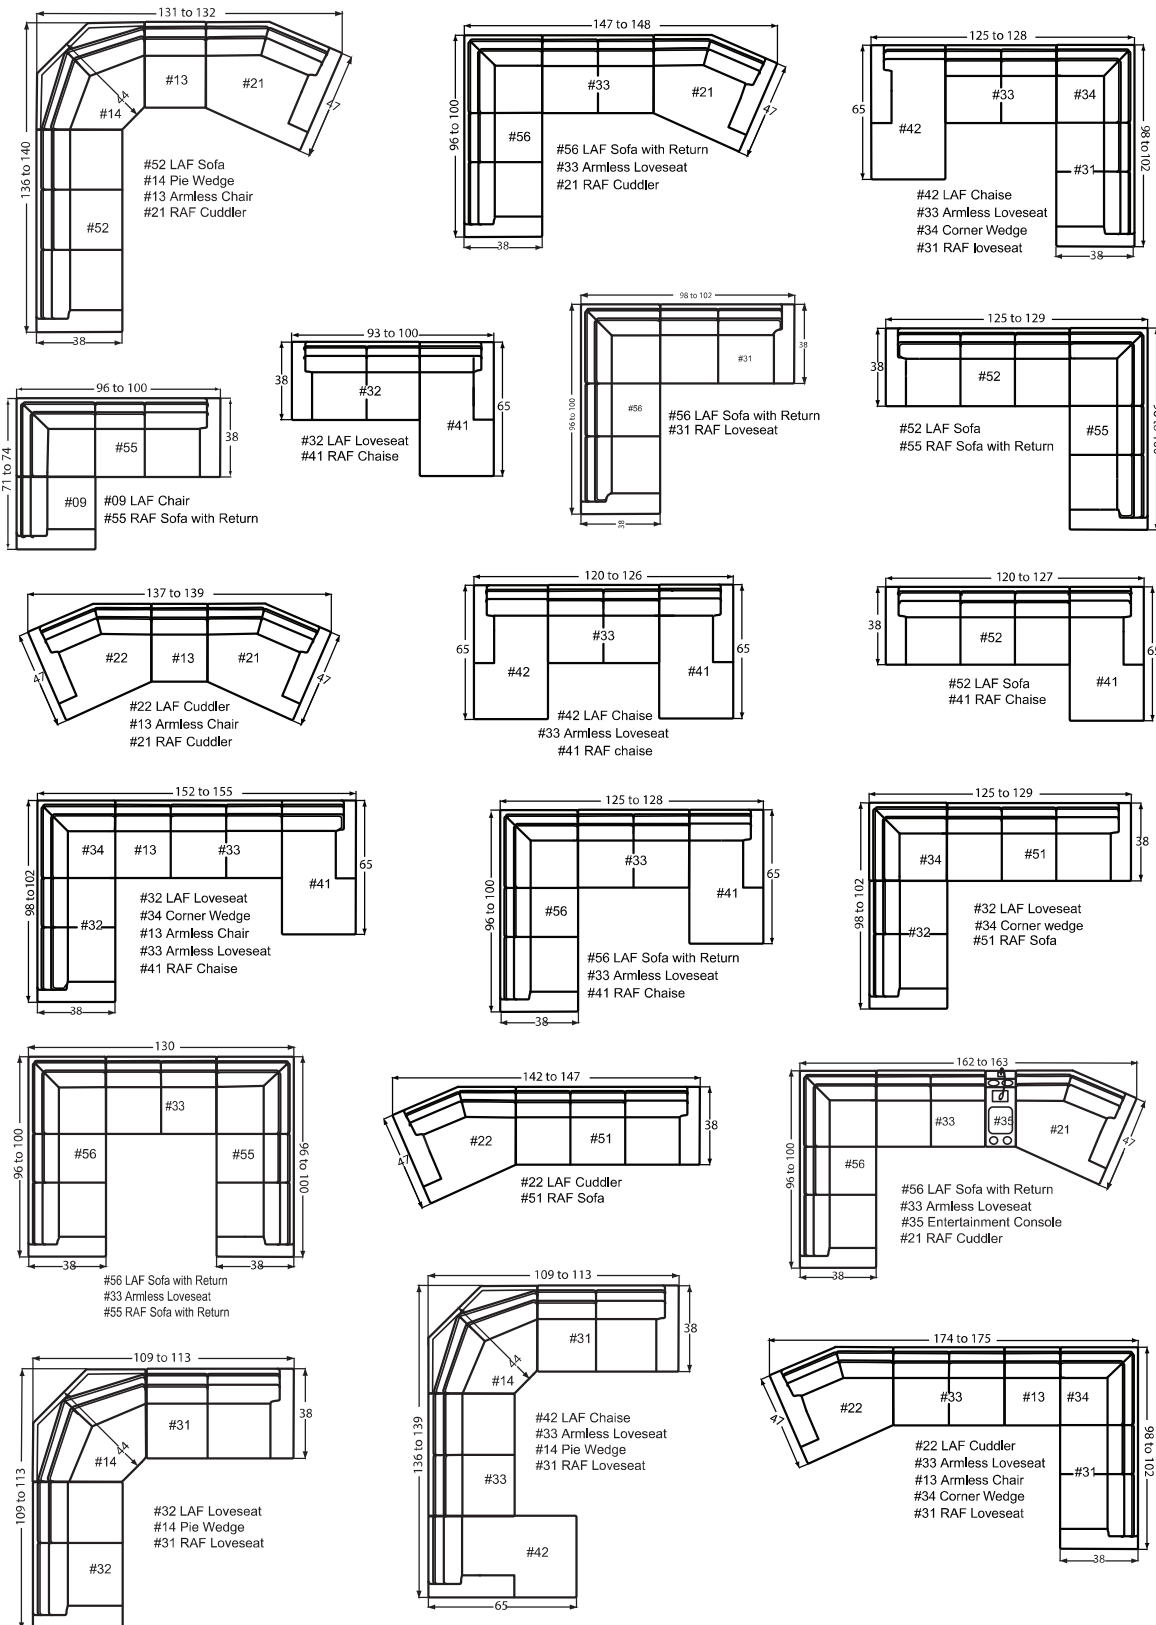 131 to 132
136 to 140
44
#13
#21
#14
47
#52 LAF Sofa
#14 Pie Wedge
#13 Armless Chair
#21 RAF Cuddler
#52
38
147 to 148
96 to 100
#33
#21
47
#56
#56 LAF Sofa with Return
#33 Armless Loveseat
#21 RAF Cuddler
38
125 to 128
65
#33
#34
#42
98 to 102
#31
#42 LAF Chaise
#33 Armless Loveseat
#34 Corner Wedge
#31 RAF loveseat
38
96 to 100
71 to 74
#55
38
#09
#09 LAF Chair
#55 RAF Sofa with Return
93 to 100
38
#32
65
#41
#32 LAF Loveseat
#41 RAF Chaise
98 to 102
38
#31
96 to 100
#56
#56 LAF Sofa with Return
#31 RAF Loveseat
38
125 to 129
38
#52
#55
#52 LAF Sofa
#55 RAF Sofa with Return
137 to 139
47
#22
#13
#21
47
#22 LAF Cuddler
#13 Armless Chair
#21 RAF Cuddler
120 to 126
65
#33
65
#42
#41
#42 LAF Chaise
#33 Armless Loveseat
#41 RAF chaise
120 to 127
38
#52
65
#41
#52 LAF Sofa
#41 RAF Chaise
152 to 155
98 to 102
#34
#13
#33
65
#41
#32
#32 LAF Loveseat
#34 Corner Wedge
#13 Armless Chair
#33 Armless Loveseat
#41 RAF Chaise
38
125 to 128
96 to 100
#33
65
#41
#56
#56 LAF Sofa with Return
#33 Armless Loveseat
#41 RAF Chaise
38
125 to 129
98 to 102
#34
#51
38
#32
#32 LAF Loveseat
#34 Corner wedge
#51 RAF Sofa
130
96 to 100
#33
#56
#55
96 to 100
38
38
#56 LAF Sofa with Return
#33 Armless Loveseat
#55 RAF Sofa with Return
142 to 147
47
#22
#51
38
#22 LAF Cuddler
#51 RAF Sofa
162 to 163
96 to 100
#33
#35
#21
47
#56
#56 LAF Sofa with Return
#33 Armless Loveseat
#35 Entertainment Console
#21 RAF Cuddler
38
109 to 113
109 to 113
#31
38
44
#14
#32 LAF Loveseat
#14 Pie Wedge
#31 RAF Loveseat
#32
109 to 113
136 to 139
#31
38
44
#14
#42 LAF Chaise
#33 Armless Loveseat
#14 Pie Wedge
#31 RAF Loveseat
#33
#42
65
174 to 175
47
#22
#33
#13
#34
98 to 102
#31
#22 LAF Cuddler
#33 Armless Loveseat
#13 Armless Chair
#34 Corner Wedge
#31 RAF Loveseat
38